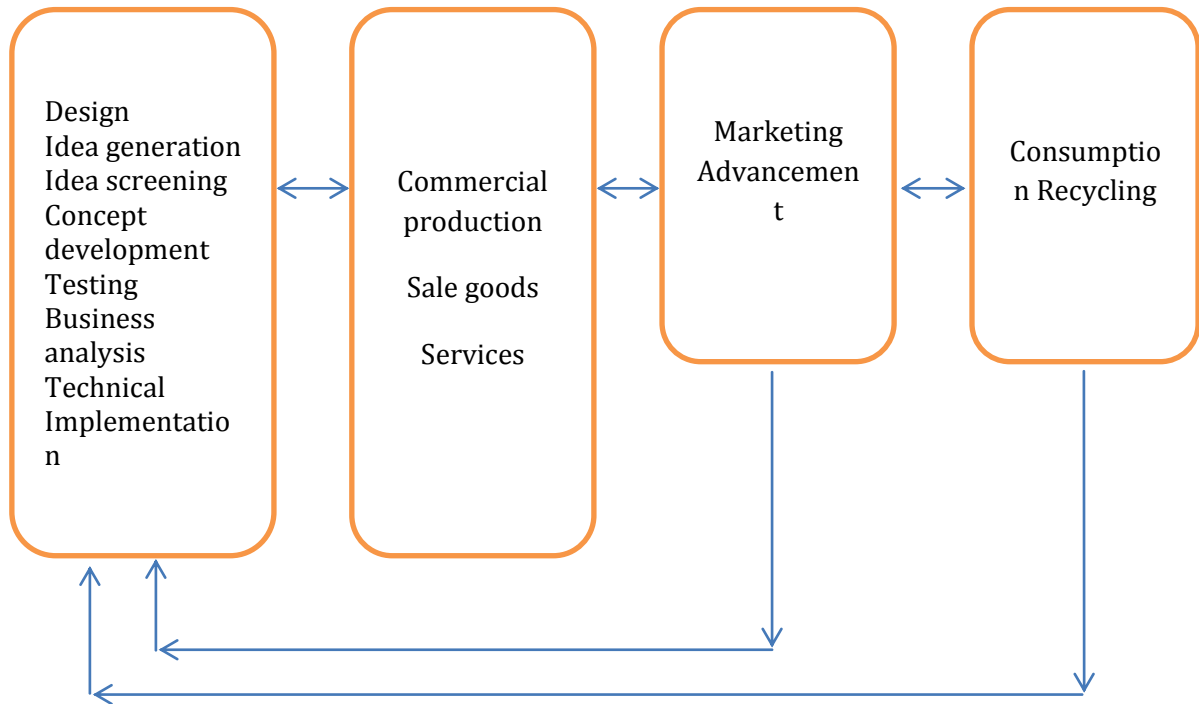 Design
Idea generation
Idea screening
Concept
development
Testing
Business
analysis
Technical
Implementatio
n
Commercial
production
Sale goods
Services
Marketing
Advancemen
t
Consumptio
n Recycling